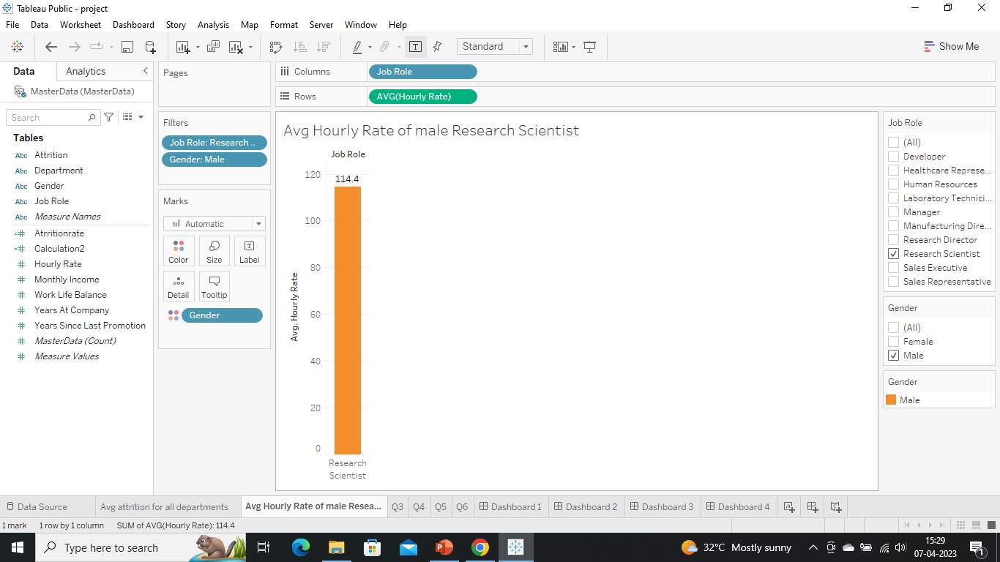 Tableau Public - project
File Data Worksheet Dashboard Story Analysis Map Format Server Window Help
Standard
Show Me
Data Analytics
MasterData (MasterData)
Search
Tables
Abc Attrition
Abc Department
Abc Gender
Abc Job Role
Abc Measure Names
Atrritionrate
Calculation2
Hourly Rate
Monthly Income
Work Life Balance
Years At Company
Years Since Last Promotion
MasterData (Count)
Measure Values
Pages
Filters
Job Role: Research ..
Gender: Male
Marks
Automatic
Color Size Label
Detail Tooltip
Gender
Columns Job Role
Rows AVG(Hourly Rate)
Avg Hourly Rate of male Research Scientist
Job Role
120
114.4
100
80
60
40
20
0
Avg. Hourly Rate
Research
Scientist
Job Role
(All)
Developer
Healthcare Represe...
Human Resources
Laboratory Technici...
Manager
Manufacturing Dire...
Research Director
Research Scientist
Sales Executive
Sales Representative
Gender
(All)
Female
Male
Gender
Male
Data Source Avg attrition for all departments Avg Hourly Rate of male Resea... Q3 Q4 Q5 Q6 Dashboard 1 Dashboard 2 Dashboard 3 Dashboard 4
1 mark 1 row by 1 column SUM of AVG(Hourly Rate): 114.4
Type here to search
32°C Mostly sunny
15:29
07-04-2023
1